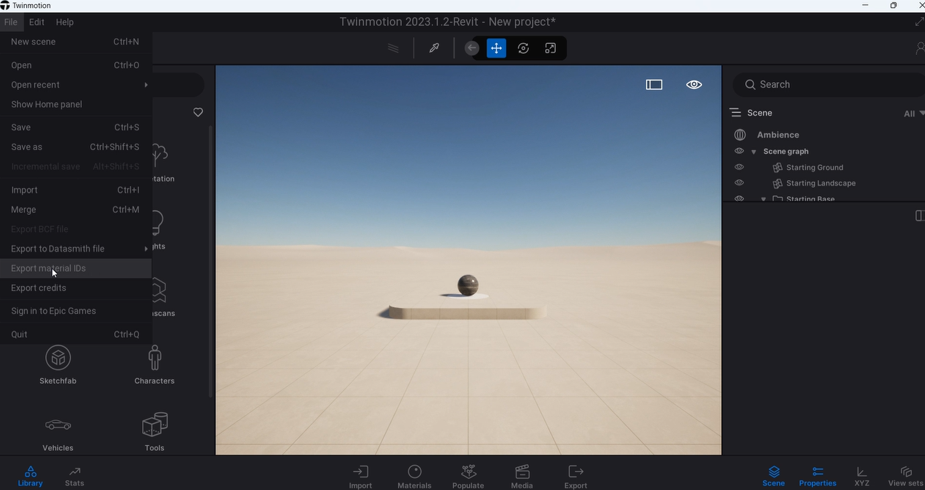 Twinmotion
File Edit Help
Twinmotion 2023.1.2-Revit - New project*
New scene Ctrl+N
Open Ctrl+O
Open recent
Show Home panel
Save Ctrl+S
Save as Ctrl+Shift+S
Incremental save Alt+Shift+S
Import Ctrl+I
Merge Ctrl+M
Export BCF file
Export to Datasmith file
Export material IDs
Export credits
Sign in to Epic Games
Quit Ctrl+Q
tation
hts
scans
Sketchfab Characters
Vehicles Tools
Search
Scene All
Ambience
Scene graph
Starting Ground
Starting Landscape
Starting Base
Library Stats Import Materials Populate Media Export Scene Properties XYZ View sets